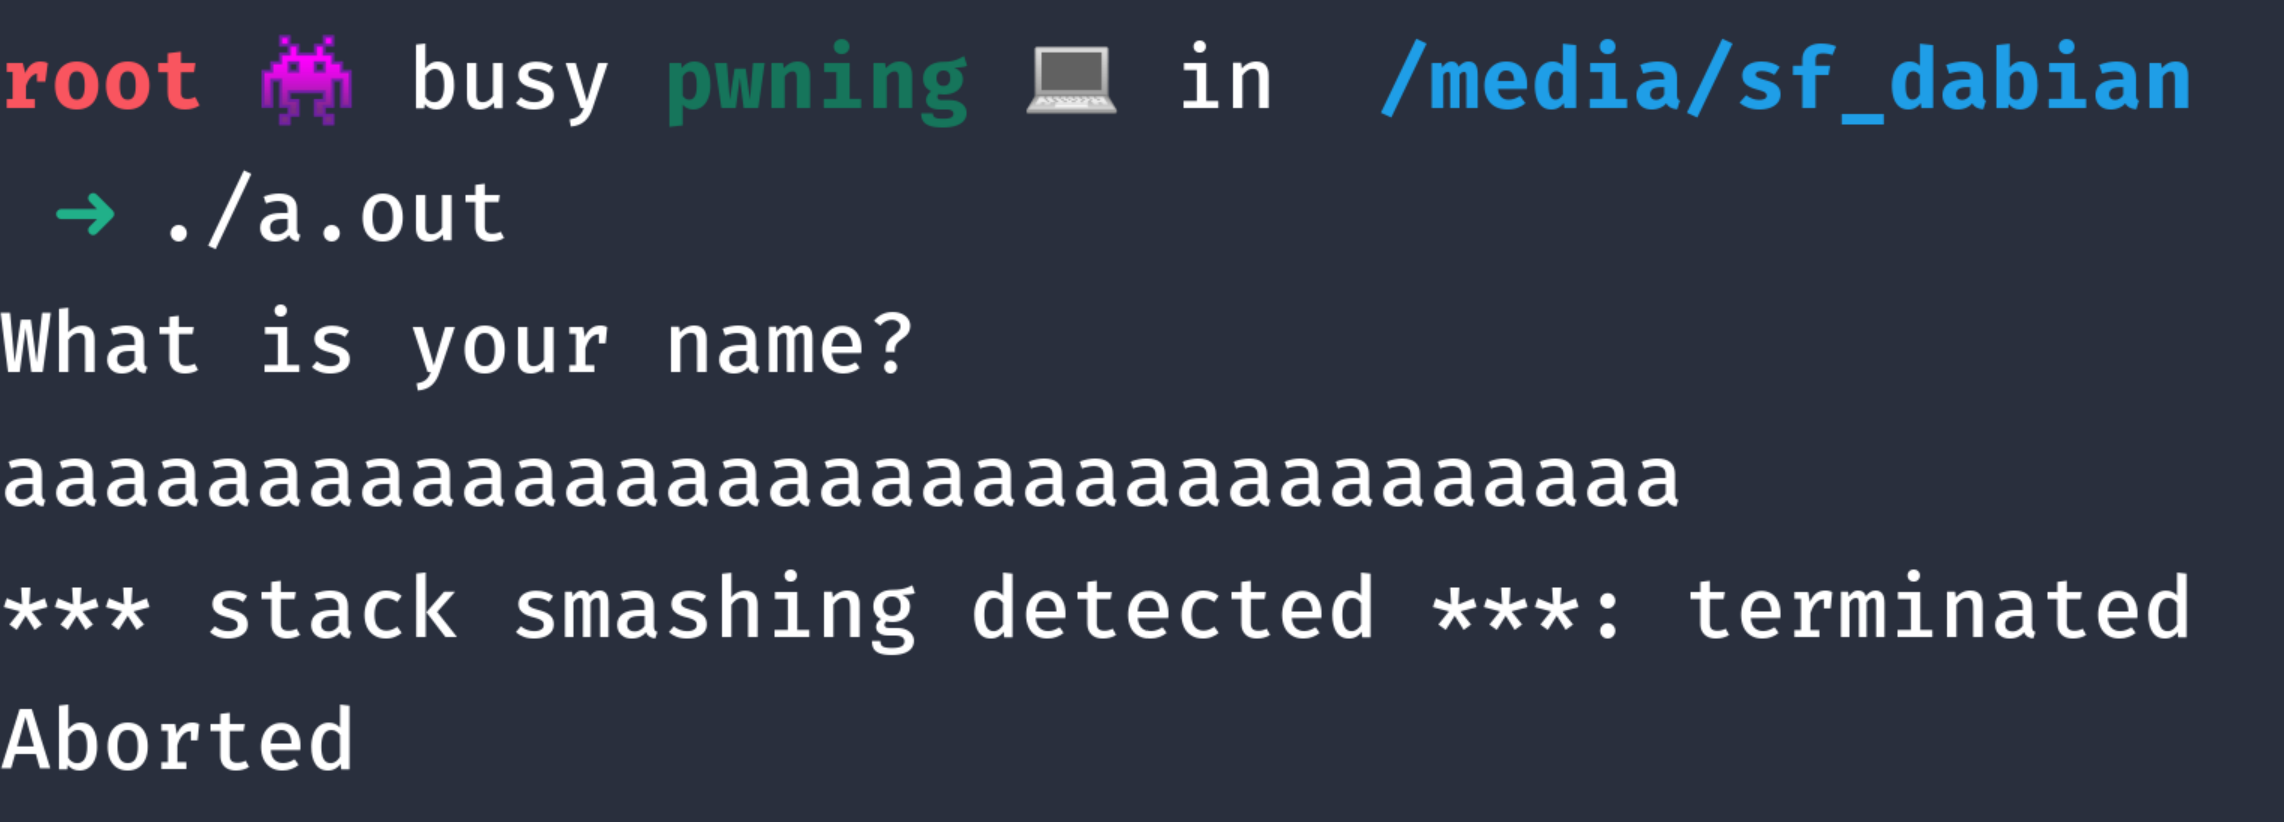 root 👾 busy pwning 💻 in /media/sf_dabian
➜ ./a.out
What is your name?
aaaaaaaaaaaaaaaaaaaaaaaaaaaaaaaaa
*** stack smashing detected ***: terminated
Aborted